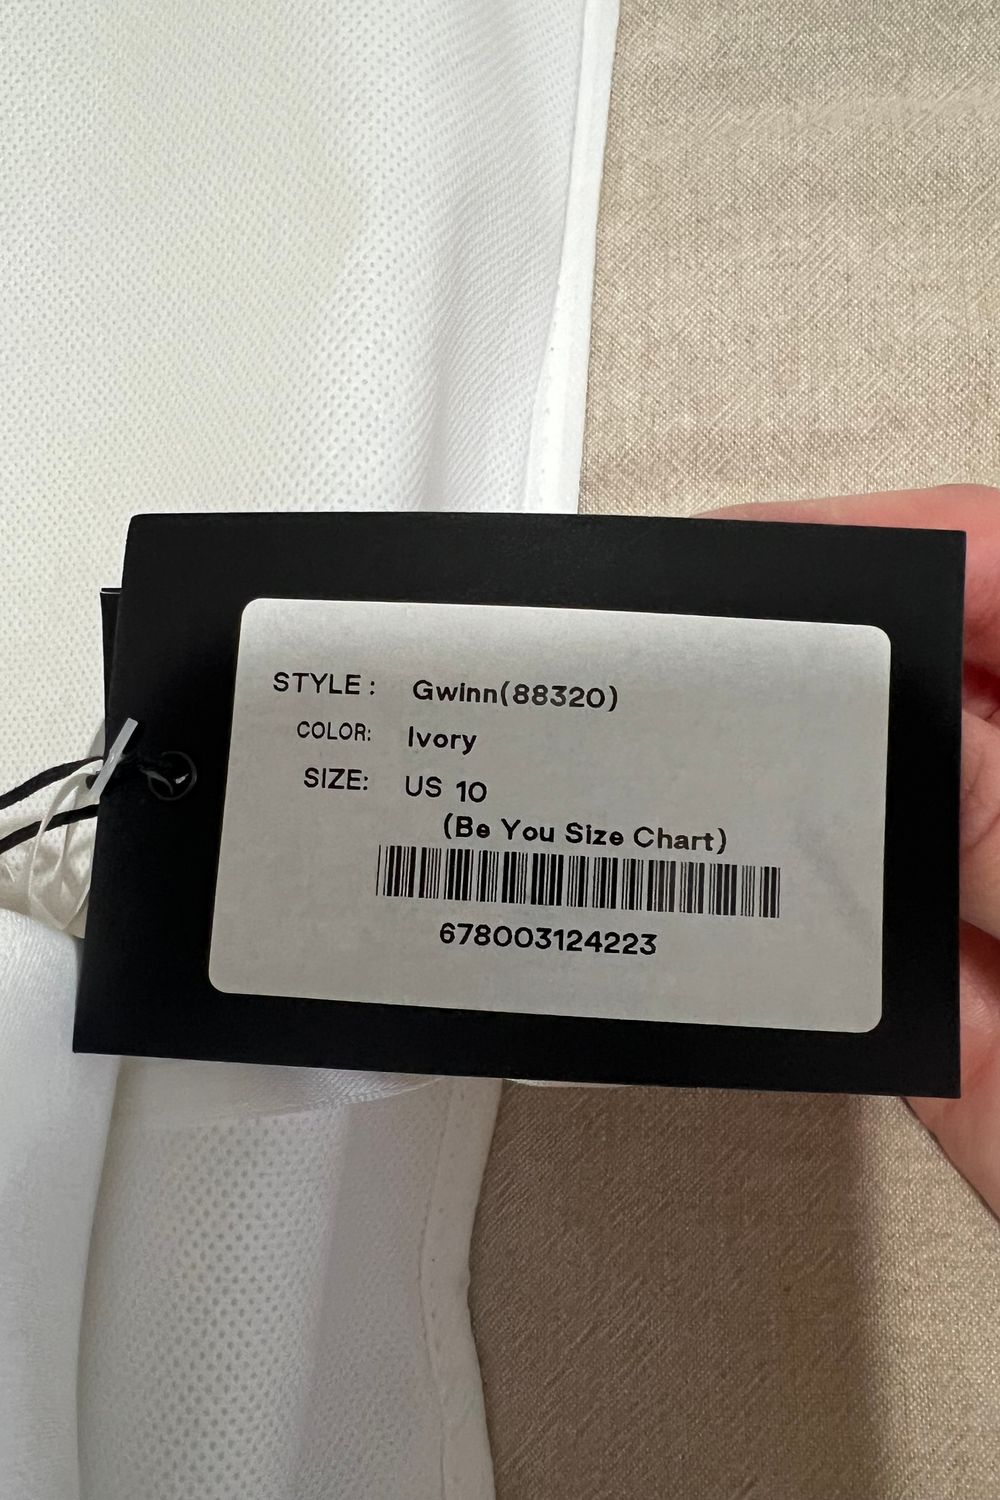 STYLE : Gwinn(88320)
COLOR: Ivory
SIZE: US 10
(Be You Size Chart)
678003124223